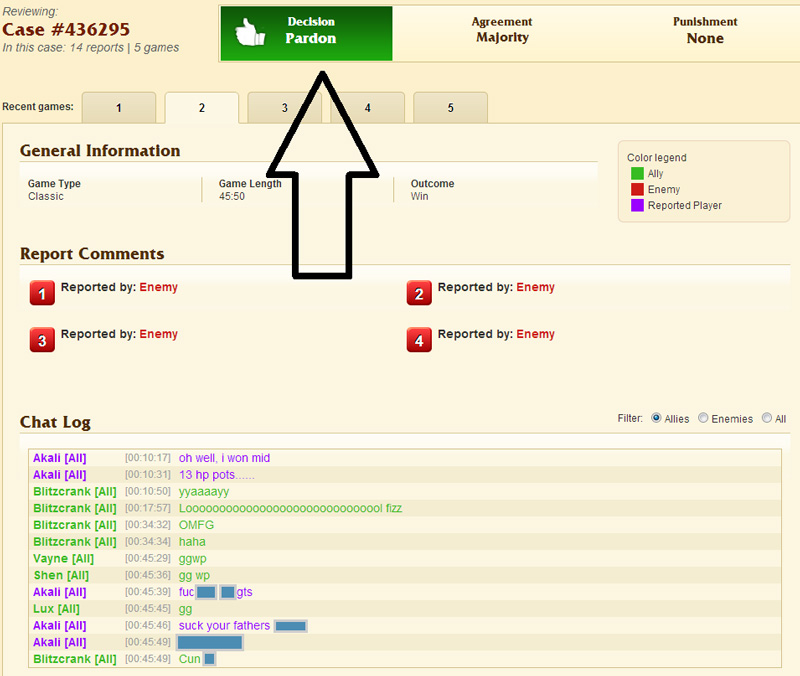 Reviewing:
Case #436295
In this case: 14 reports | 5 games
Decision
Pardon
Agreement
Majority
Punishment
None
Recent games:
1
2
3
4
5
General Information
Game Type
Classic
Game Length
45:50
Outcome
Win
Color legend
Ally
Enemy
Reported Player
Report Comments
1 Reported by: Enemy
2 Reported by: Enemy
3 Reported by: Enemy
4 Reported by: Enemy
Chat Log
Filter: Allies Enemies All
Akali [All] [00:10:17] oh well, i won mid
Akali [All] [00:10:31] 13 hp pots......
Blitzcrank [All] [00:10:50] yyaaaayy
Blitzcrank [All] [00:17:57] Looooooooooooooooooooooooooooool fizz
Blitzcrank [All] [00:34:32] OMFG
Blitzcrank [All] [00:34:34] haha
Vayne [All] [00:45:29] ggwp
Shen [All] [00:45:36] gg wp
Akali [All] [00:45:39] fuc gts
Lux [All] [00:45:45] gg
Akali [All] [00:45:46] suck your fathers
Akali [All] [00:45:49]
Blitzcrank [All] [00:45:49] Cun